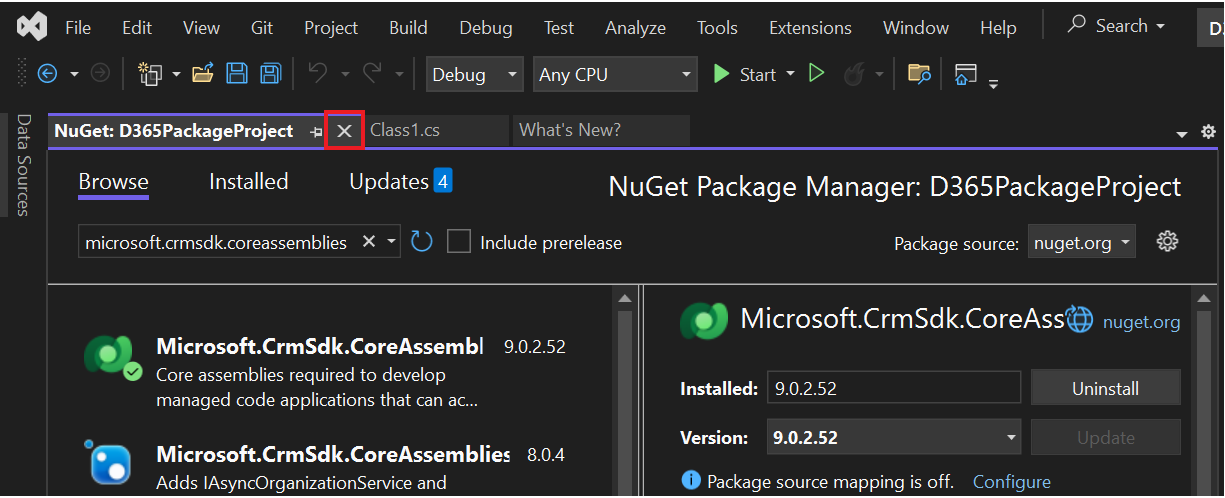 File Edit View Git Project Build Debug Test Analyze Tools Extensions Window Help Search D3
Debug Any CPU Start
Data Sources
NuGet: D365PackageProject Class1.cs What's New?
Browse Installed Updates 4 NuGet Package Manager: D365PackageProject
microsoft.crmsdk.coreassemblies Include prerelease Package source: nuget.org
Microsoft.CrmSdk.CoreAssembl 9.0.2.52
Core assemblies required to develop
managed code applications that can ac...
Microsoft.CrmSdk.CoreAssemblies 8.0.4
Adds IAsyncOrganizationService and
Microsoft.CrmSdk.CoreAss nuget.org
Installed: 9.0.2.52 Uninstall
Version: 9.0.2.52 Update
Package source mapping is off. Configure